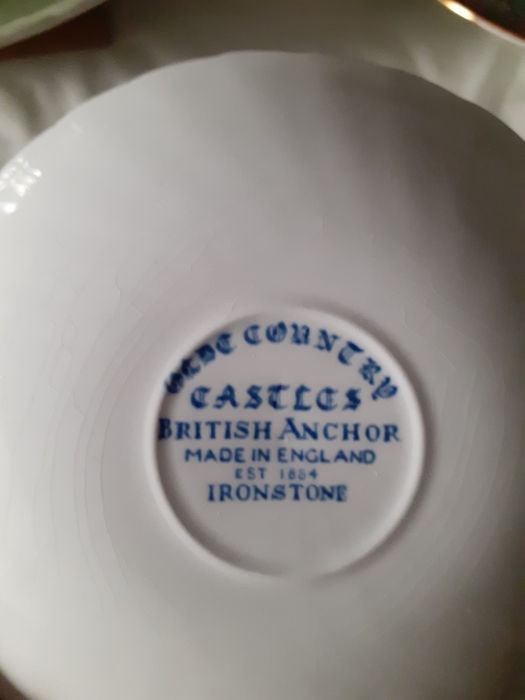 OLDE COUNTRY
CASTLES
BRITISH ANCHOR
MADE IN ENGLAND
EST 1884
IRONSTONE